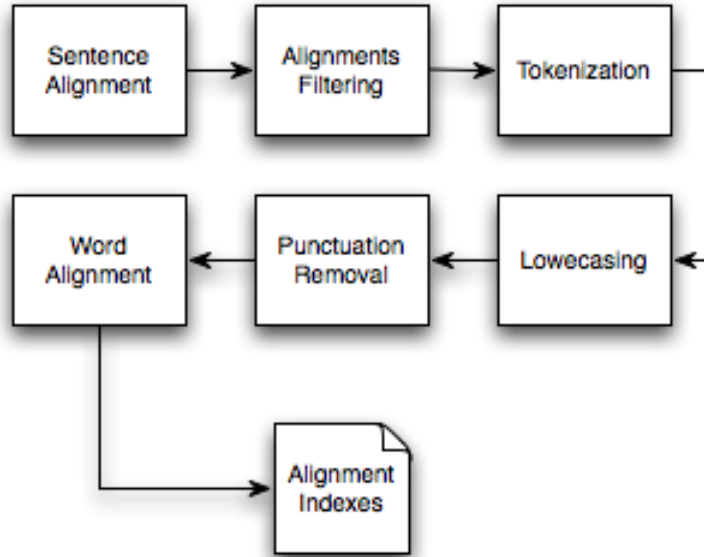 Sentence
Alignment
Alignments
Filtering
Tokenization
Lowecasing
Punctuation
Removal
Word
Alignment
Alignment
Indexes